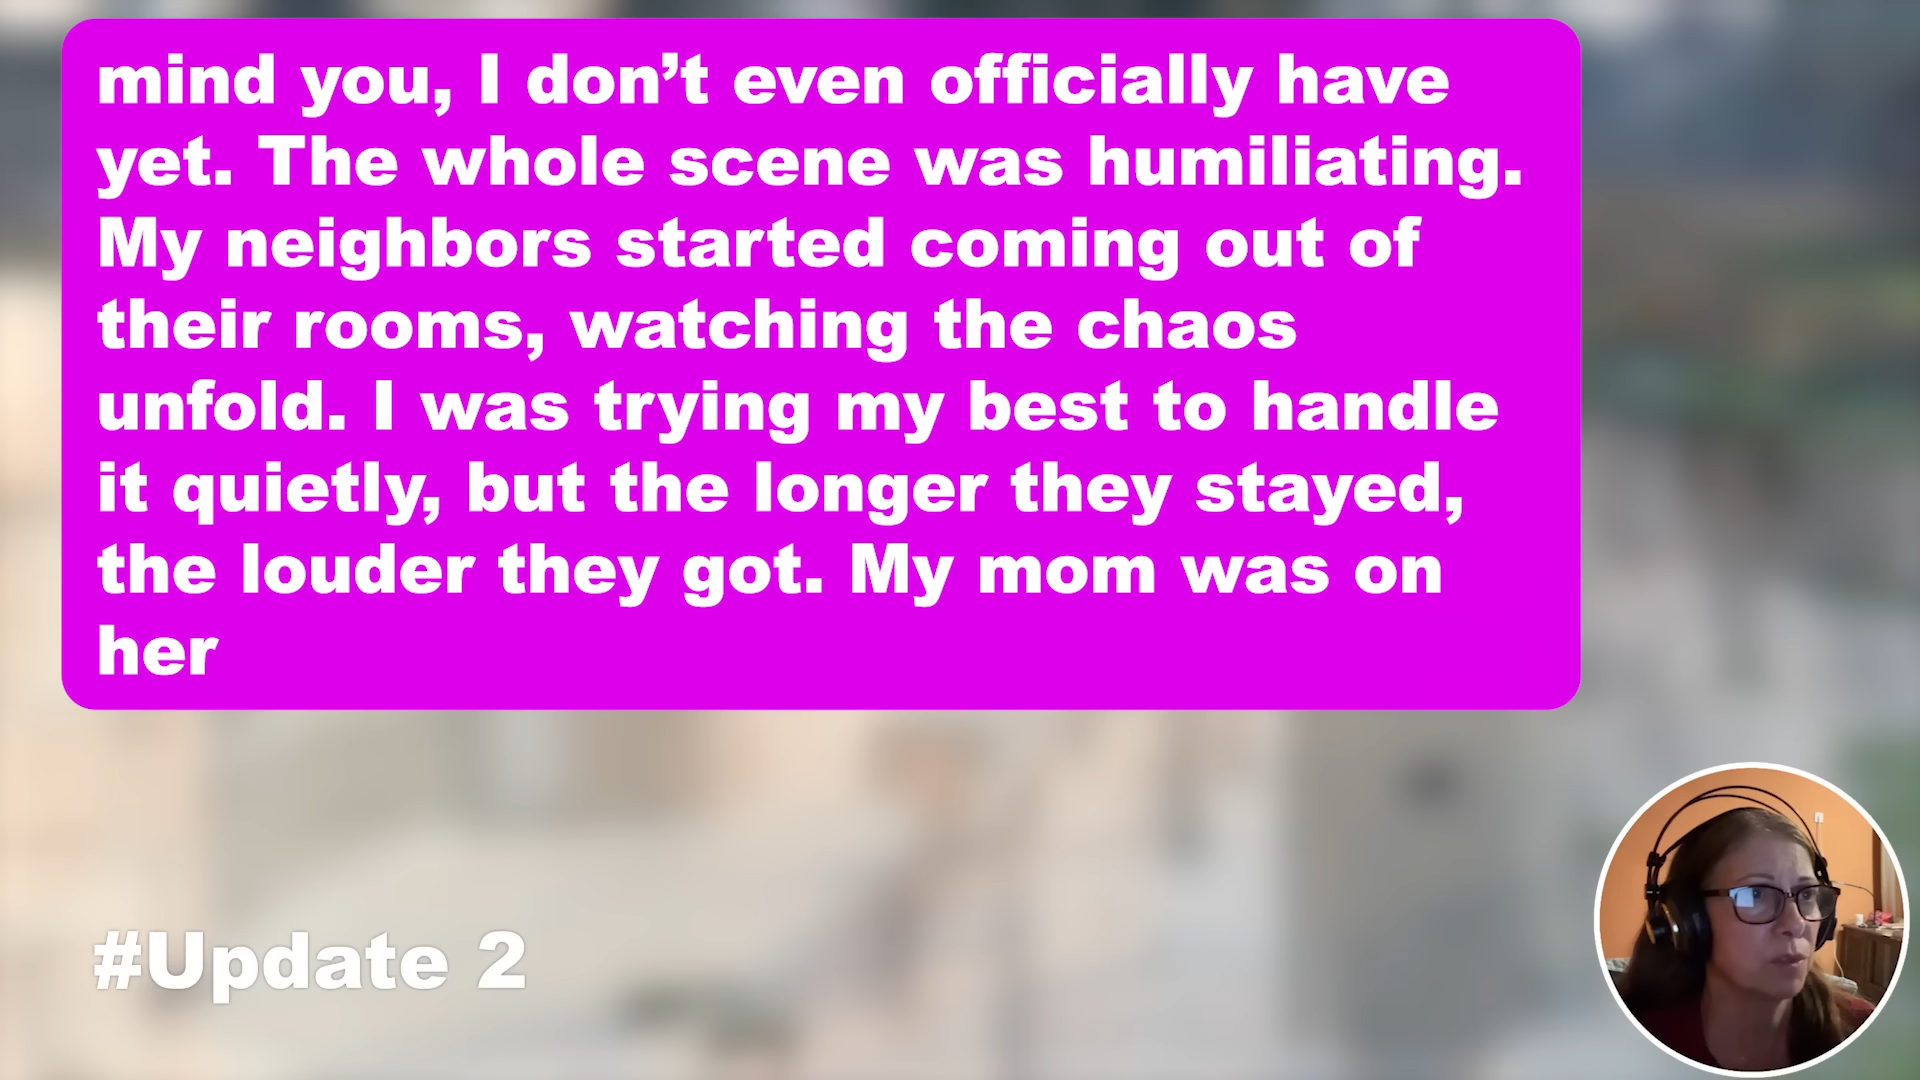 mind you, I don’t even officially have
yet. The whole scene was humiliating.
My neighbors started coming out of
their rooms, watching the chaos
unfold. I was trying my best to handle
it quietly, but the longer they stayed,
the louder they got. My mom was on
her
#Update 2